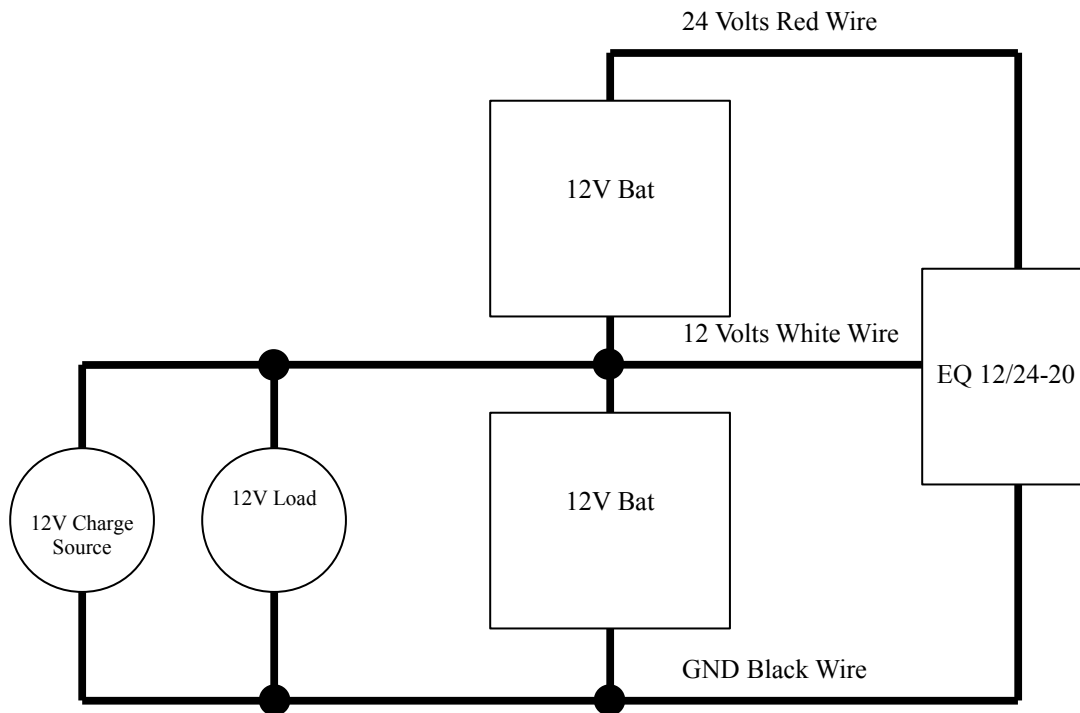 24 Volts Red Wire
12V Bat
12 Volts White Wire
EQ 12/24-20
12V Load
12V Bat
12V Charge
Source
GND Black Wire